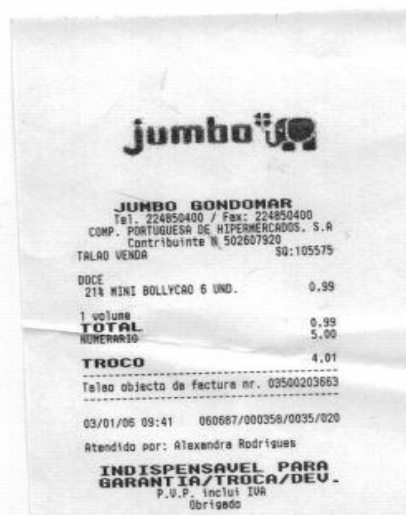 jumbo
JUMBO GONDOMAR
Tel. 224850400 / Fax: 224850400
COMP. PORTUGUESA DE HIPERMERCADOS, S.A
Contribuinte N 502607920
TALAO VENDA SQ:105575
DOCE
21% MINI BOLLYCAO 6 UND. 0.99
1 volume
TOTAL 0.99
NUMERARIO 5.00
TROCO 4.01
Talao objecto da factura nr. 03500203663
03/01/06 09:41 060687/000358/0035/020
Atendido por: Alexandra Rodrigues
INDISPENSAVEL PARA
GARANTIA/TROCA/DEV.
P.V.P. inclui IVA
Obrigado